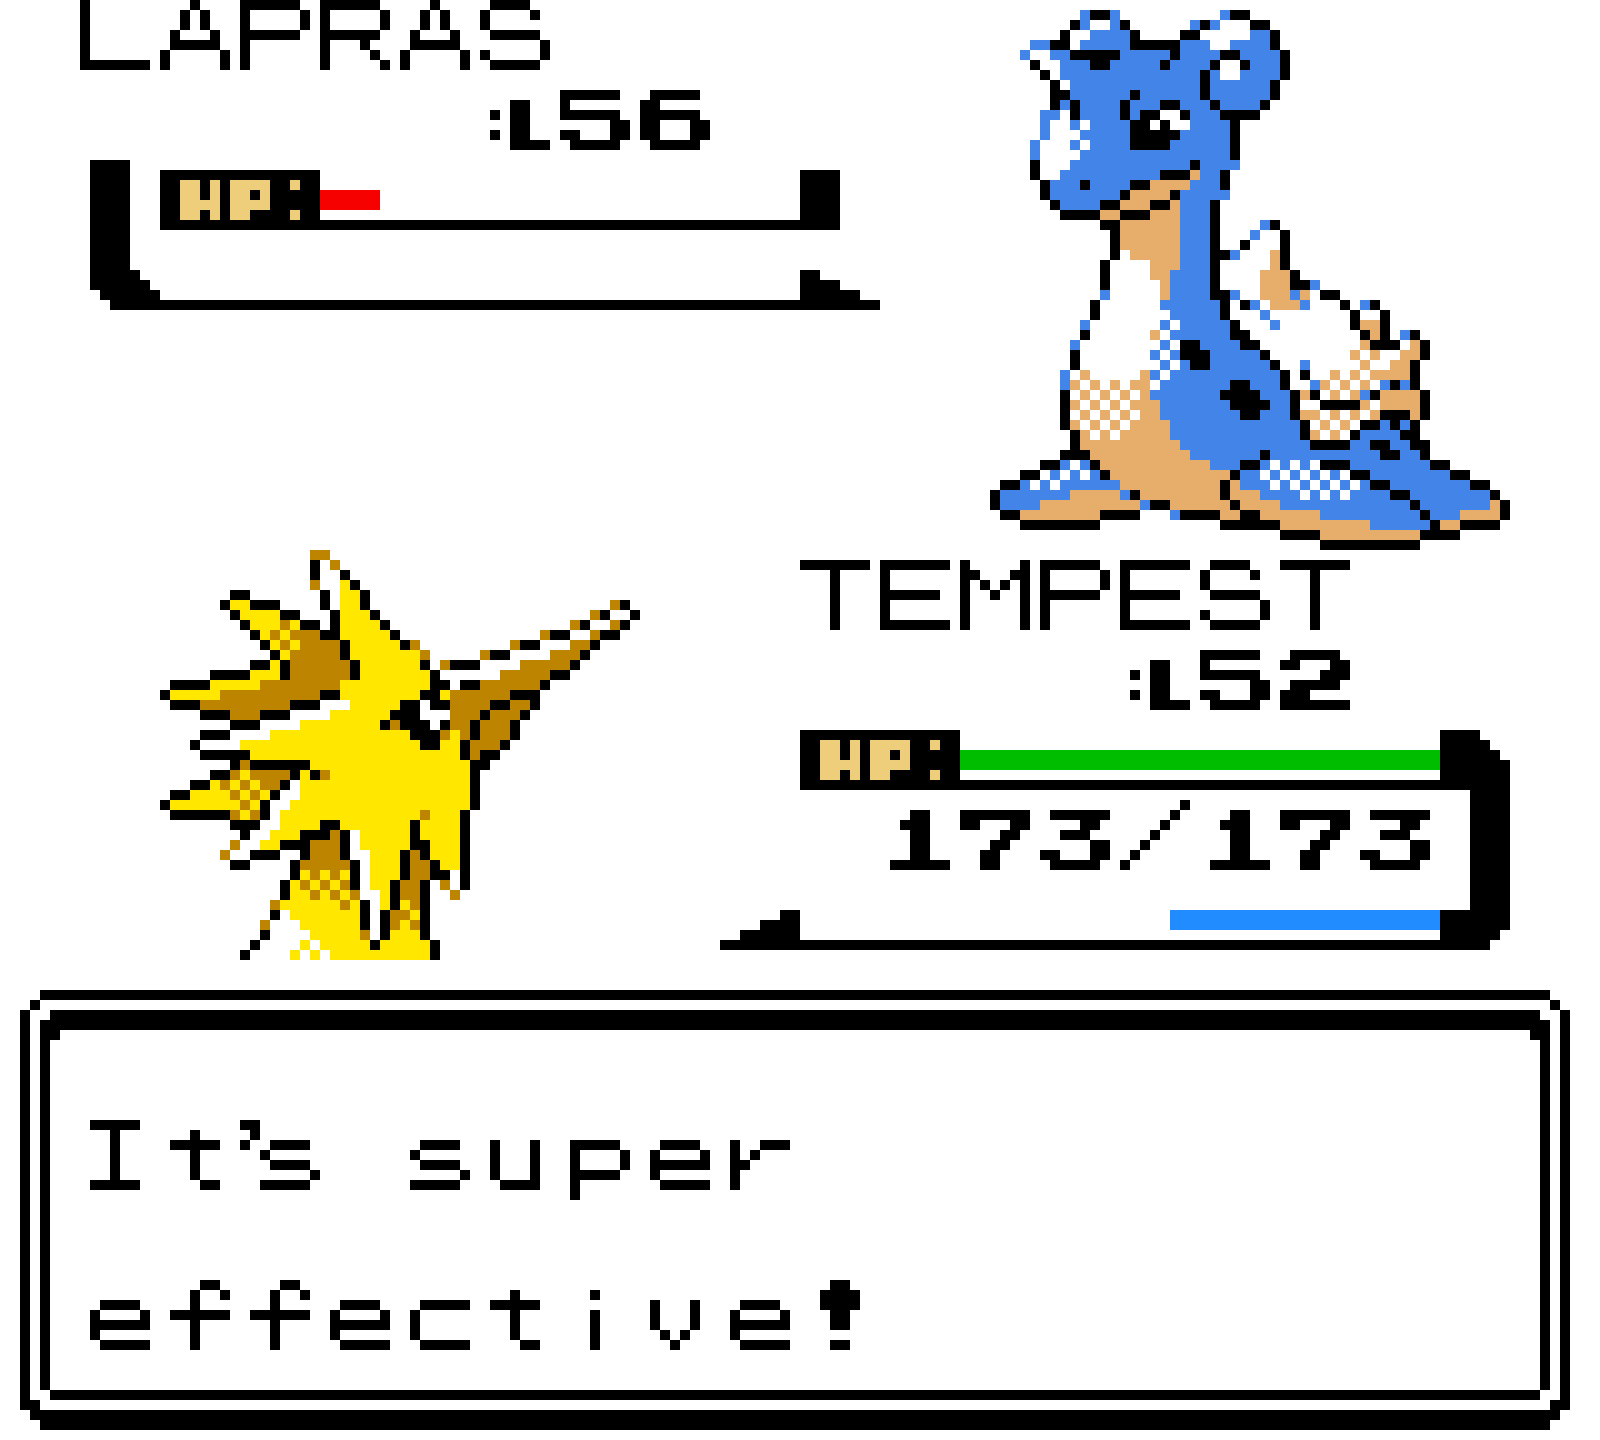 LAPRAS
:L56
HP:
TEMPEST
:L52
HP:
173/173
It's super
effective!